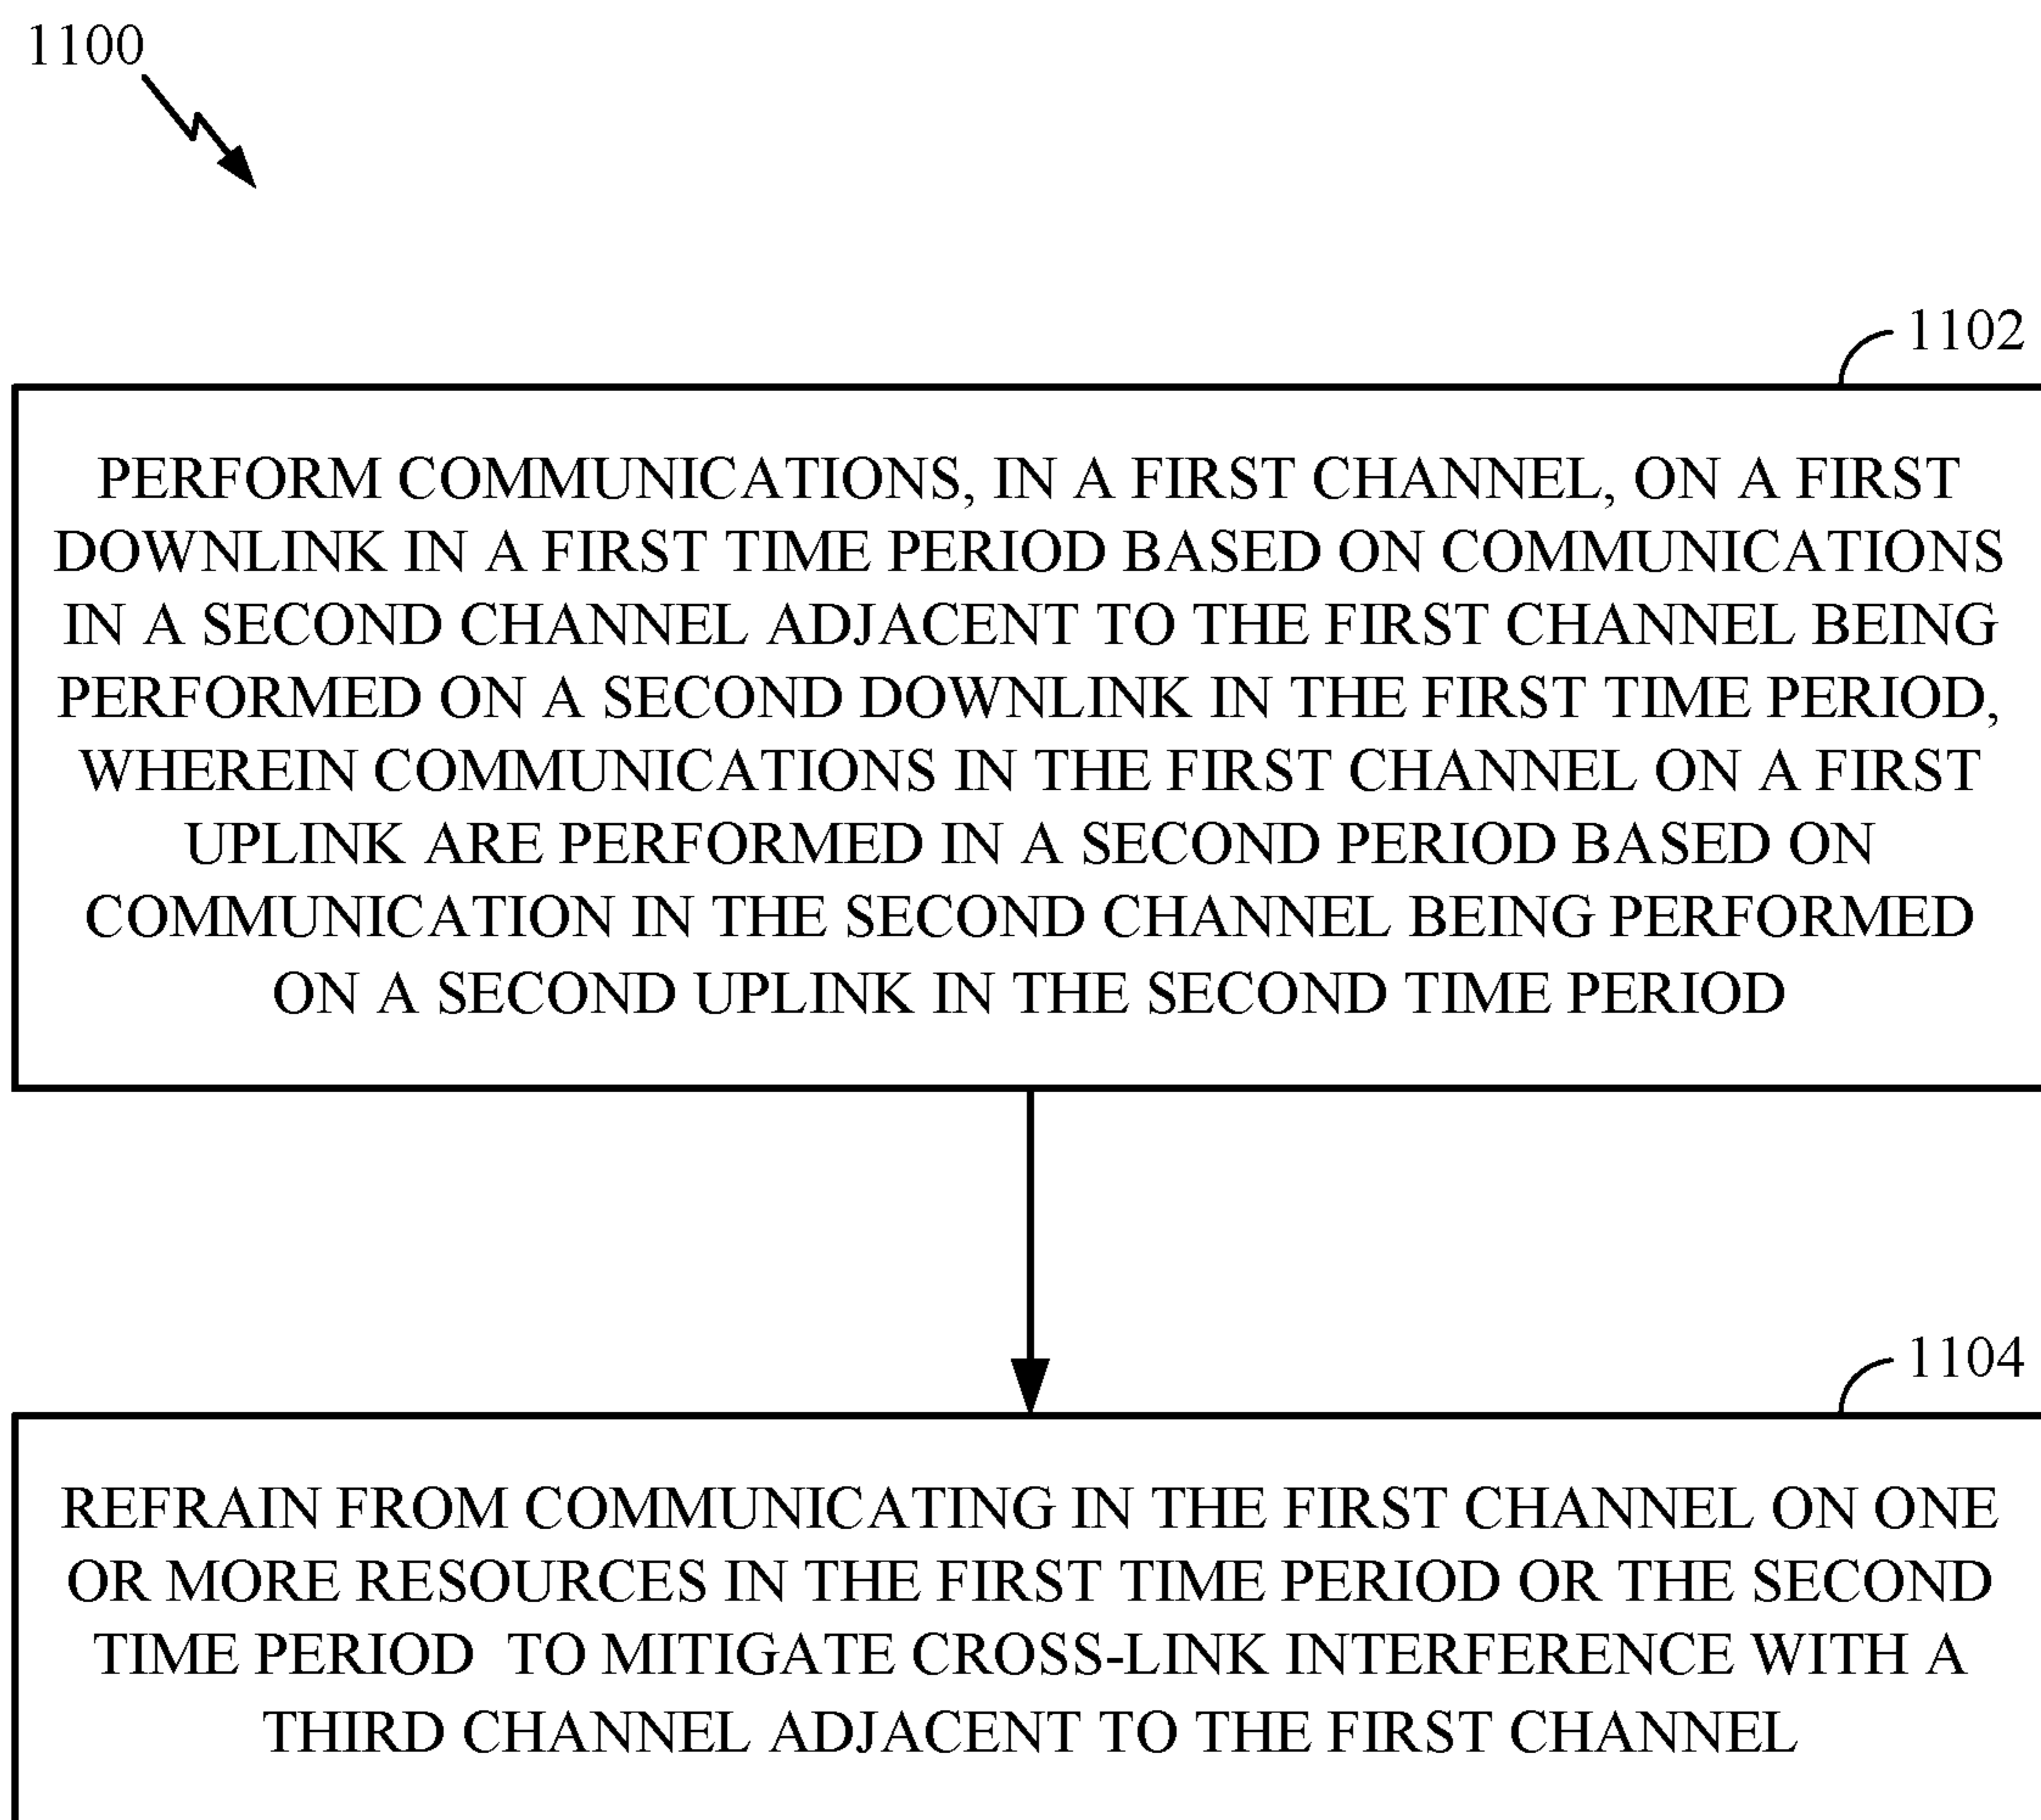 1100
1102
PERFORM COMMUNICATIONS, IN A FIRST CHANNEL, ON A FIRST
DOWNLINK IN A FIRST TIME PERIOD BASED ON COMMUNICATIONS
IN A SECOND CHANNEL ADJACENT TO THE FIRST CHANNEL BEING
PERFORMED ON A SECOND DOWNLINK IN THE FIRST TIME PERIOD,
WHEREIN COMMUNICATIONS IN THE FIRST CHANNEL ON A FIRST
UPLINK ARE PERFORMED IN A SECOND PERIOD BASED ON
COMMUNICATION IN THE SECOND CHANNEL BEING PERFORMED
ON A SECOND UPLINK IN THE SECOND TIME PERIOD
1104
REFRAIN FROM COMMUNICATING IN THE FIRST CHANNEL ON ONE
OR MORE RESOURCES IN THE FIRST TIME PERIOD OR THE SECOND
TIME PERIOD TO MITIGATE CROSS-LINK INTERFERENCE WITH A
THIRD CHANNEL ADJACENT TO THE FIRST CHANNEL